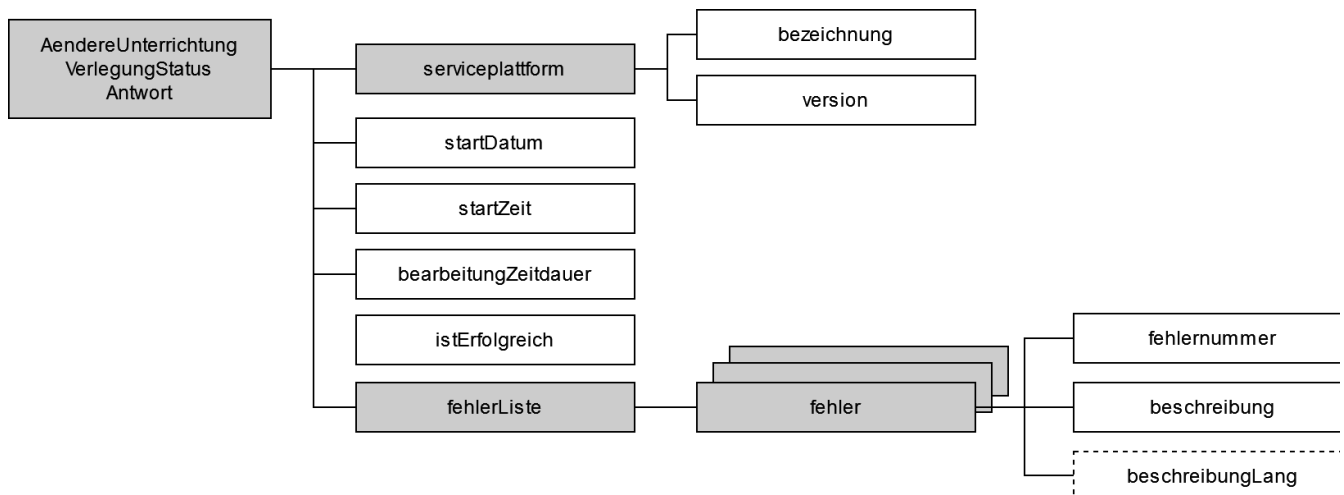 AendereUnterrichtung
VerlegungStatus
Antwort
serviceplattform
bezeichnung
version
startDatum
startZeit
bearbeitungZeitdauer
istErfolgreich
fehlerListe
fehler
fehlernummer
beschreibung
beschreibungLang